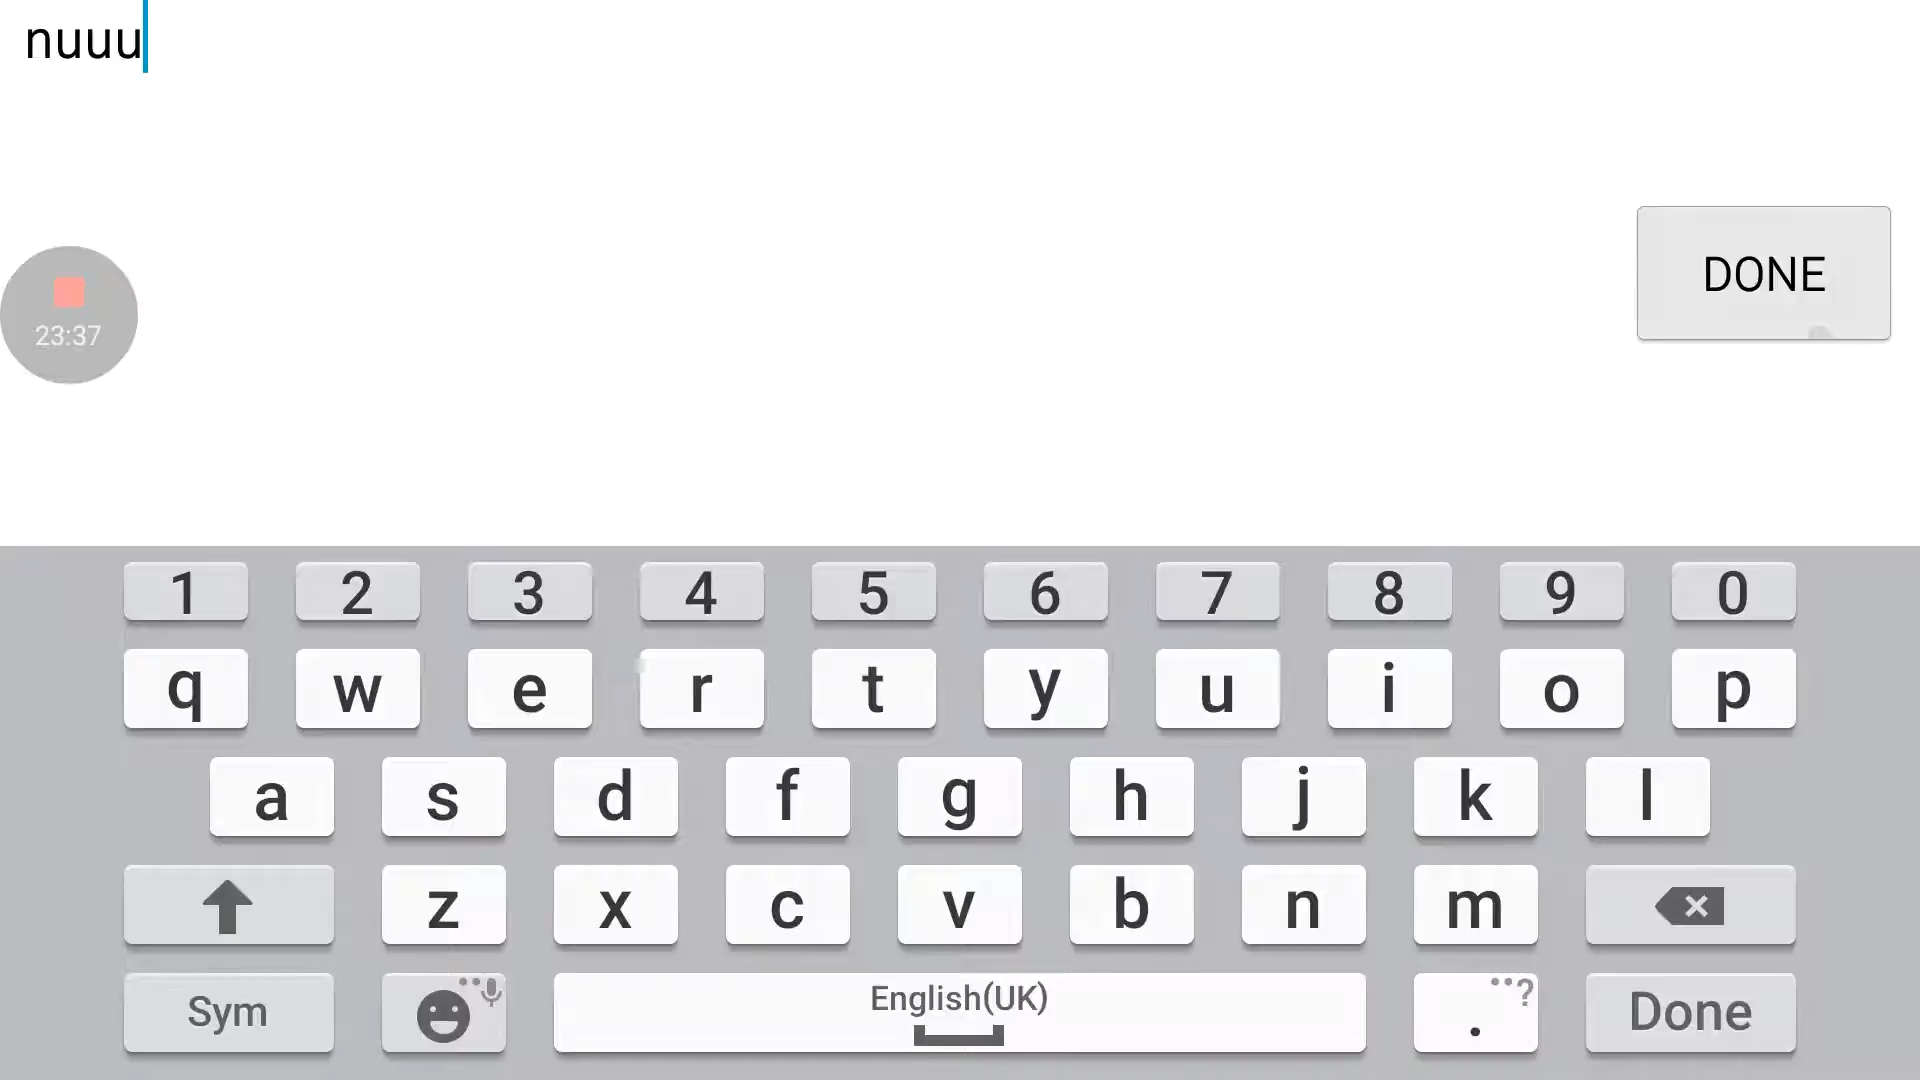 nuuu
DONE
23:37
1 2 3 4 5 6 7 8 9 0
q w e r t y u i o p
a s d f g h j k l
z x c v b n m
Sym English(UK) . ? Done